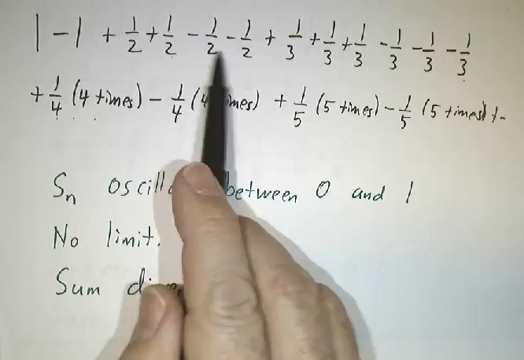 1 - 1 + 1/2 + 1/2 - 1/2 - 1/2 + 1/3 + 1/3 + 1/3 - 1/3 - 1/3 - 1/3
+ 1/4 (4 times) - 1/4 (4 times) + 1/5 (5 times) - 1/5 (5 times) + -
Sn between 0 and 1
No limit.
Sum